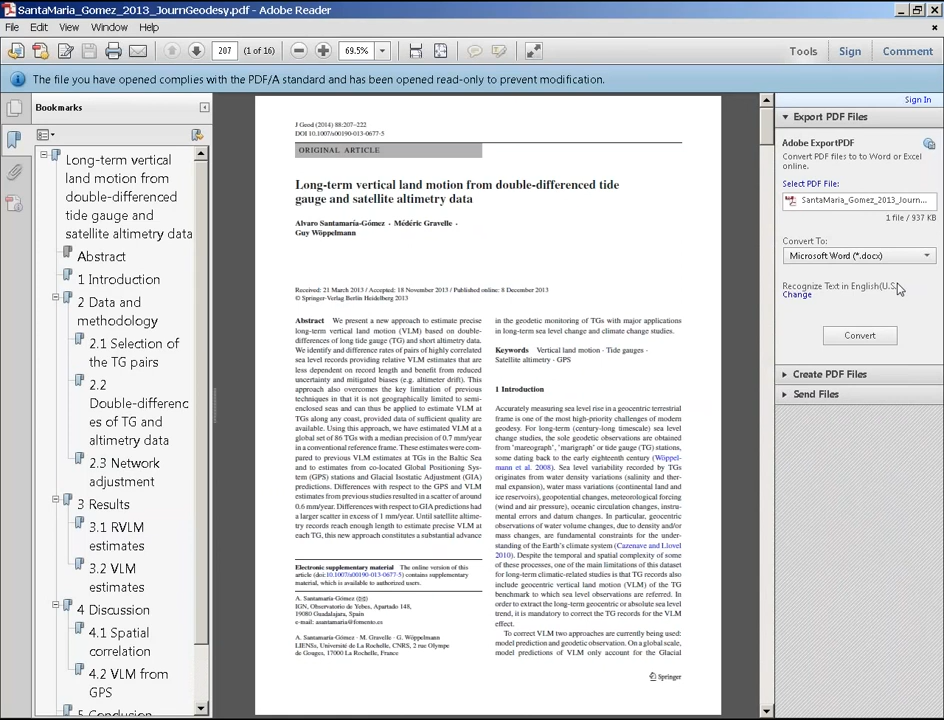 SantaMaria_Gomez_2013_JournGeodesy.pdf - Adobe Reader
File Edit View Window Help
207 (1 of 16) 69.5% Tools Sign Comment
The file you have opened complies with the PDF/A standard and has been opened read-only to prevent modification.
Bookmarks
Long-term vertical
land motion from
double-differenced
tide gauge and
satellite altimetry data
Abstract
1 Introduction
2 Data and
methodology
2.1 Selection of
the TG pairs
2.2
Double-differenc
es of TG and
altimetry data
2.3 Network
adjustment
3 Results
3.1 RVLM
estimates
3.2 VLM
estimates
4 Discussion
4.1 Spatial
correlation
4.2 VLM from
GPS
5 Conclusion
J Geod (2014) 88:207–222
DOI 10.1007/s00190-013-0677-5
ORIGINAL ARTICLE
Long-term vertical land motion from double-differenced tide
gauge and satellite altimetry data
Alvaro Santamaría-Gómez · Médéric Gravelle ·
Guy Wöppelmann
Received: 21 March 2013 / Accepted: 18 November 2013 / Published online: 8 December 2013
© Springer-Verlag Berlin Heidelberg 2013
Abstract We present a new approach to estimate precise
long-term vertical land motion (VLM) based on double-
differences of long tide gauge (TG) and short altimetry data.
We identify and difference rates of pairs of highly correlated
sea level records providing relative VLM estimates that are
less dependent on record length and benefit from reduced
uncertainty and mitigated biases (e.g. altimeter drift). This
approach also overcomes the key limitation of previous
techniques in that it is not geographically limited to semi-
enclosed seas and can thus be applied to estimate VLM at
TGs along any coast, provided data of sufficient quality are
available. Using this approach, we have estimated VLM at a
global set of 86 TGs with a median precision of 0.7 mm/year
in a conventional reference frame. These estimates were com-
pared to previous VLM estimates at TGs in the Baltic Sea
and to estimates from co-located Global Positioning Sys-
tem (GPS) stations and Glacial Isostatic Adjustment (GIA)
predictions. Differences with respect to the GPS and VLM
estimates from previous studies resulted in a scatter of around
0.6 mm/year. Differences with respect to GIA predictions had
a larger scatter in excess of 1 mm/year. Until satellite altime-
try records reach enough length to estimate precise VLM at
each TG, this new approach constitutes a substantial advance
Electronic supplementary material The online version of this
article (doi:10.1007/s00190-013-0677-5) contains supplementary
material, which is available to authorized users.
A. Santamaría-Gómez
IGN, Observatorio de Yebes, Apartado 148,
19080 Guadalajara, Spain
e-mail: asantamaria@fomento.es
A. Santamaría-Gómez · M. Gravelle · G. Wöppelmann
LIENSs, Université de La Rochelle, CNRS, 2 rue Olympe
de Gouges, 17000 La Rochelle, France
in the geodetic monitoring of TGs with major applications
in long-term sea level change and climate change studies.
Keywords Vertical land motion · Tide gauges ·
Satellite altimetry · GPS
1 Introduction
Accurately measuring sea level rise in a geocentric terrestrial
frame is one of the most high-priority challenges of modern
geodesy. For long-term (century-long timescale) sea level
change studies, the sole geodetic observations are obtained
from 'mareograph', 'marigraph' or tide gauge (TG) stations,
some dating back to the early eighteenth century (Wöppel-
mann et al. 2008). Sea level variability recorded by TGs
originates from water density variations (salinity and ther-
mal expansion), water mass variations (continental land and
ice reservoirs), geopotential changes, meteorological forcing
(wind and air pressure), oceanic circulation changes, instru-
mental errors and datum changes. In particular, geocentric
observations of water volume changes, due to density and/or
mass changes, are fundamental constraints for the under-
standing of the Earth's climate system (Cazenave and Llovel
2010). Despite the temporal and spatial complexity of some
of these processes, one of the main limitations of this dataset
for long-term climatic-related studies is that TG records also
include geocentric vertical land motion (VLM) of the TG
benchmark to which sea level observations are referred. In
order to extract the long-term geocentric or absolute sea level
trend, it is mandatory to correct the TG records for the VLM
effect.
To correct VLM two approaches are currently being used:
model prediction and geodetic observation. On a global scale,
model predictions of VLM only account for the Glacial
Springer
Sign In
Export PDF Files
Adobe ExportPDF
Convert PDF files to to Word or Excel
online.
Select PDF File:
SantaMaria_Gomez_2013_Journ...
1 file / 937 KB
Convert To:
Microsoft Word (*.docx)
Recognize Text in English(U.S.
Change
Convert
Create PDF Files
Send Files